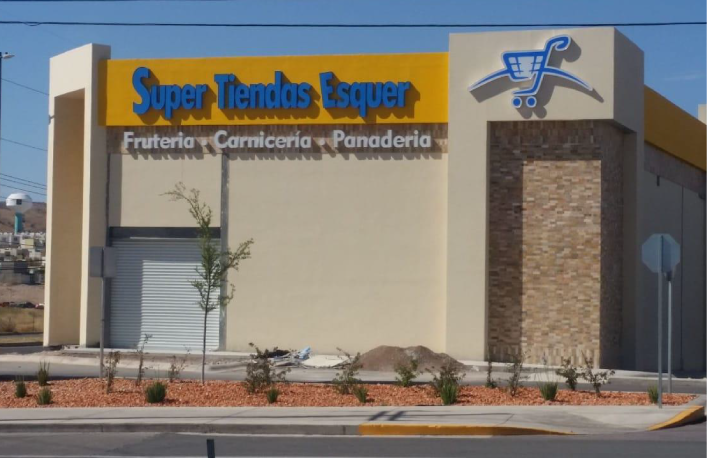 Super Tiendas Esquer
Fruteria . Carnicería . Panaderia